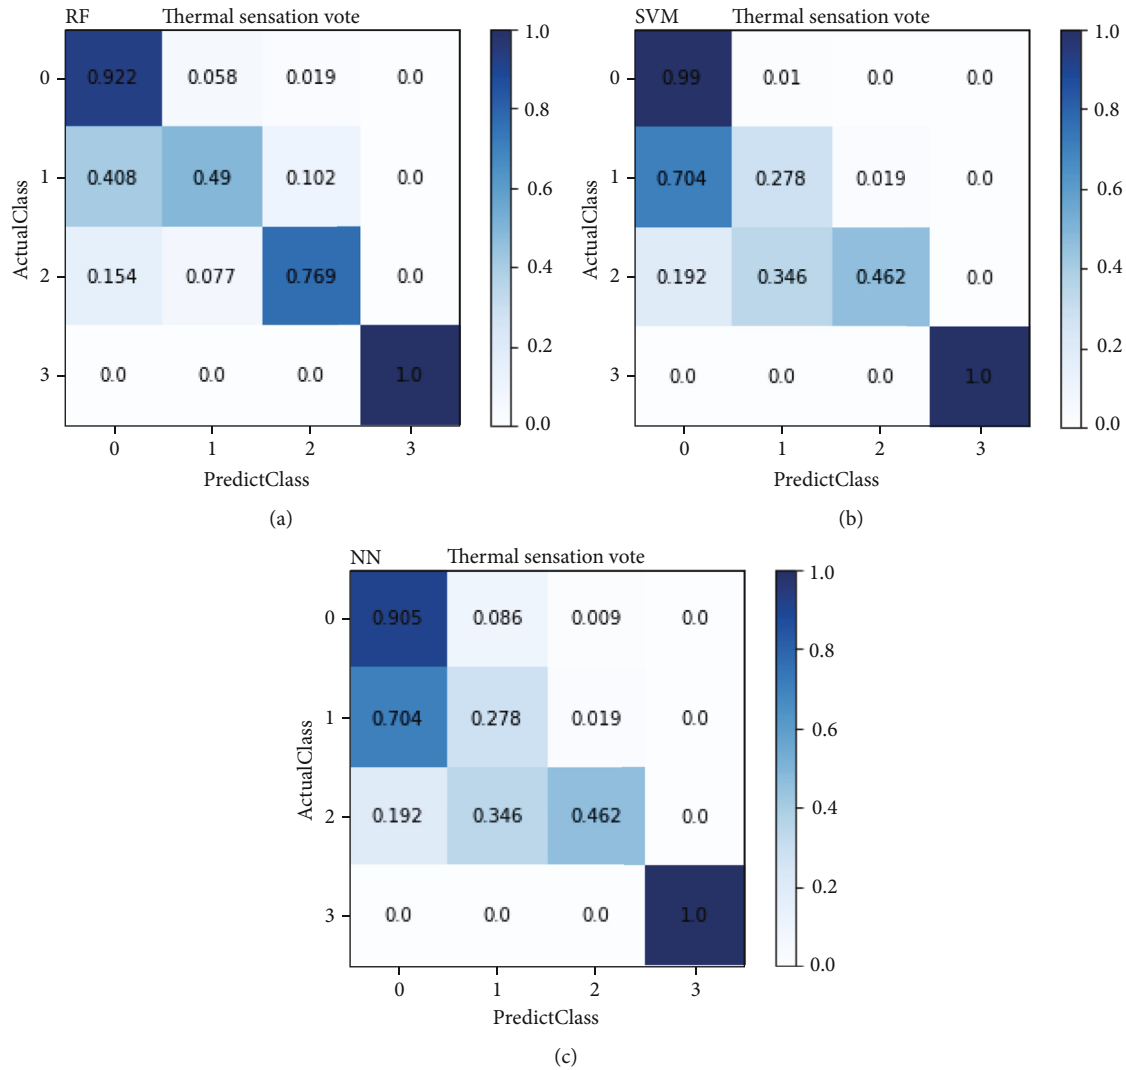 RF Thermal sensation vote
0 0.922 0.058 0.019 0.0
1 0.408 0.49 0.102 0.0
2 0.154 0.077 0.769 0.0
3 0.0 0.0 0.0 1.0
0 1 2 3
ActualClass
PredictClass
1.0
0.8
0.6
0.4
0.2
0.0
(a)
SVM Thermal sensation vote
0 0.99 0.01 0.0 0.0
1 0.704 0.278 0.019 0.0
2 0.192 0.346 0.462 0.0
3 0.0 0.0 0.0 1.0
0 1 2 3
ActualClass
PredictClass
1.0
0.8
0.6
0.4
0.2
0.0
(b)
NN Thermal sensation vote
0 0.905 0.086 0.009 0.0
1 0.704 0.278 0.019 0.0
2 0.192 0.346 0.462 0.0
3 0.0 0.0 0.0 1.0
0 1 2 3
ActualClass
PredictClass
1.0
0.8
0.6
0.4
0.2
0.0
(c)